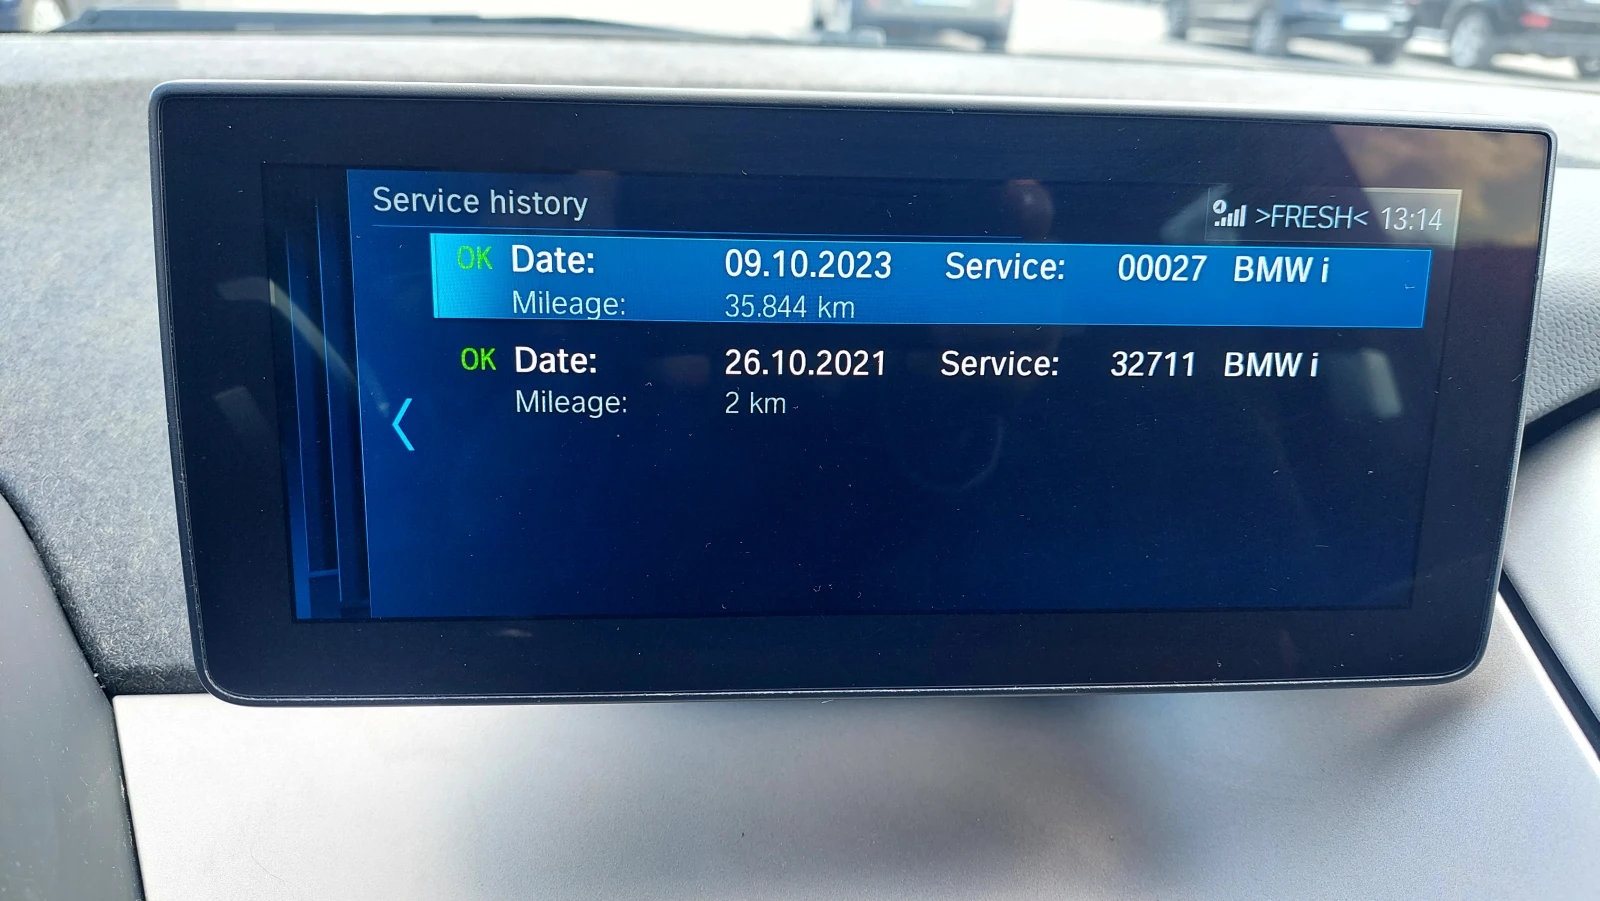 Service history
>FRESH< 13:14
OK Date: 09.10.2023 Service: 00027 BMW i
Mileage: 35.844 km
OK Date: 26.10.2021 Service: 32711 BMW i
Mileage: 2 km